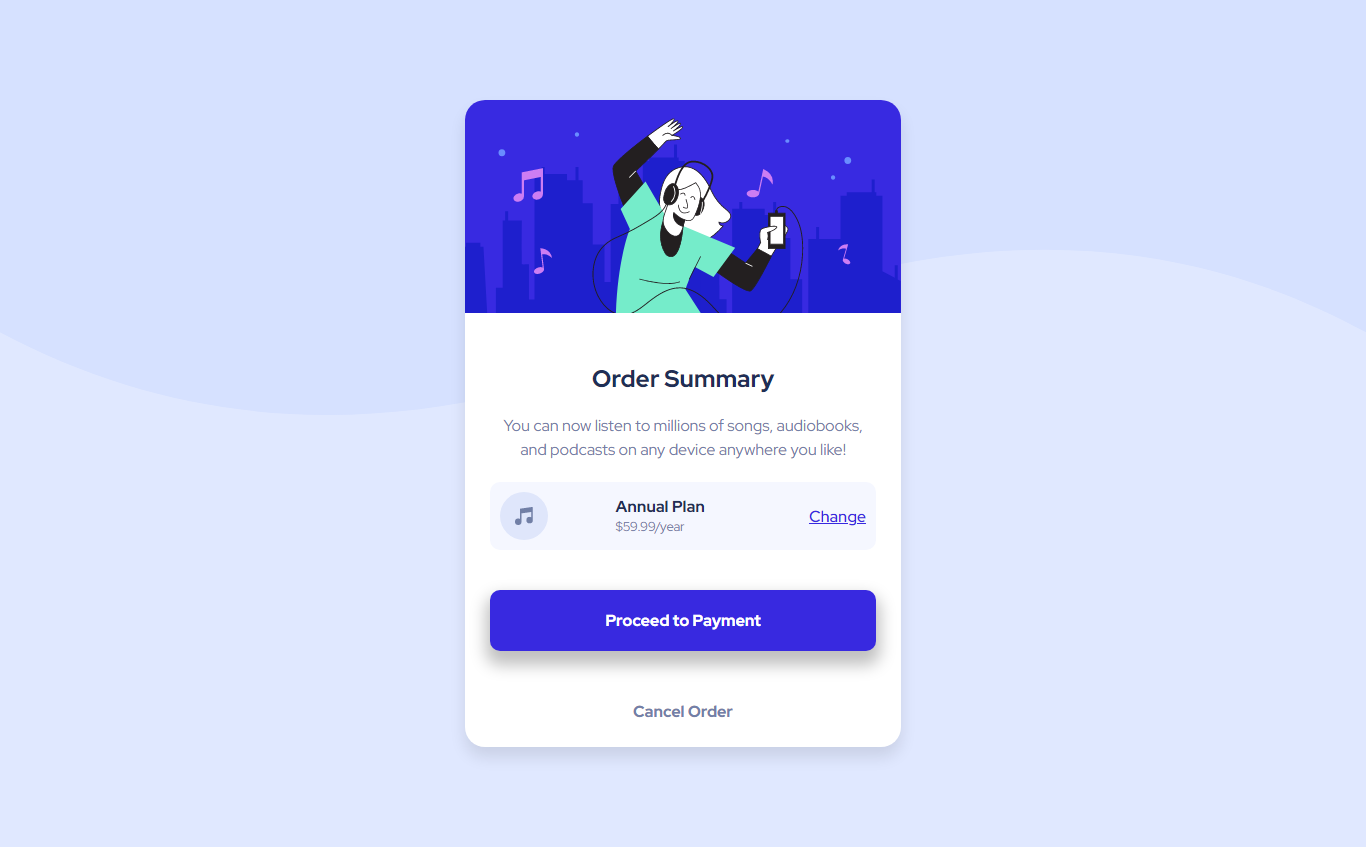 Order Summary
You can now listen to millions of songs, audiobooks,
and podcasts on any device anywhere you like!
Annual Plan
$59.99/year
Change
Proceed to Payment
Cancel Order